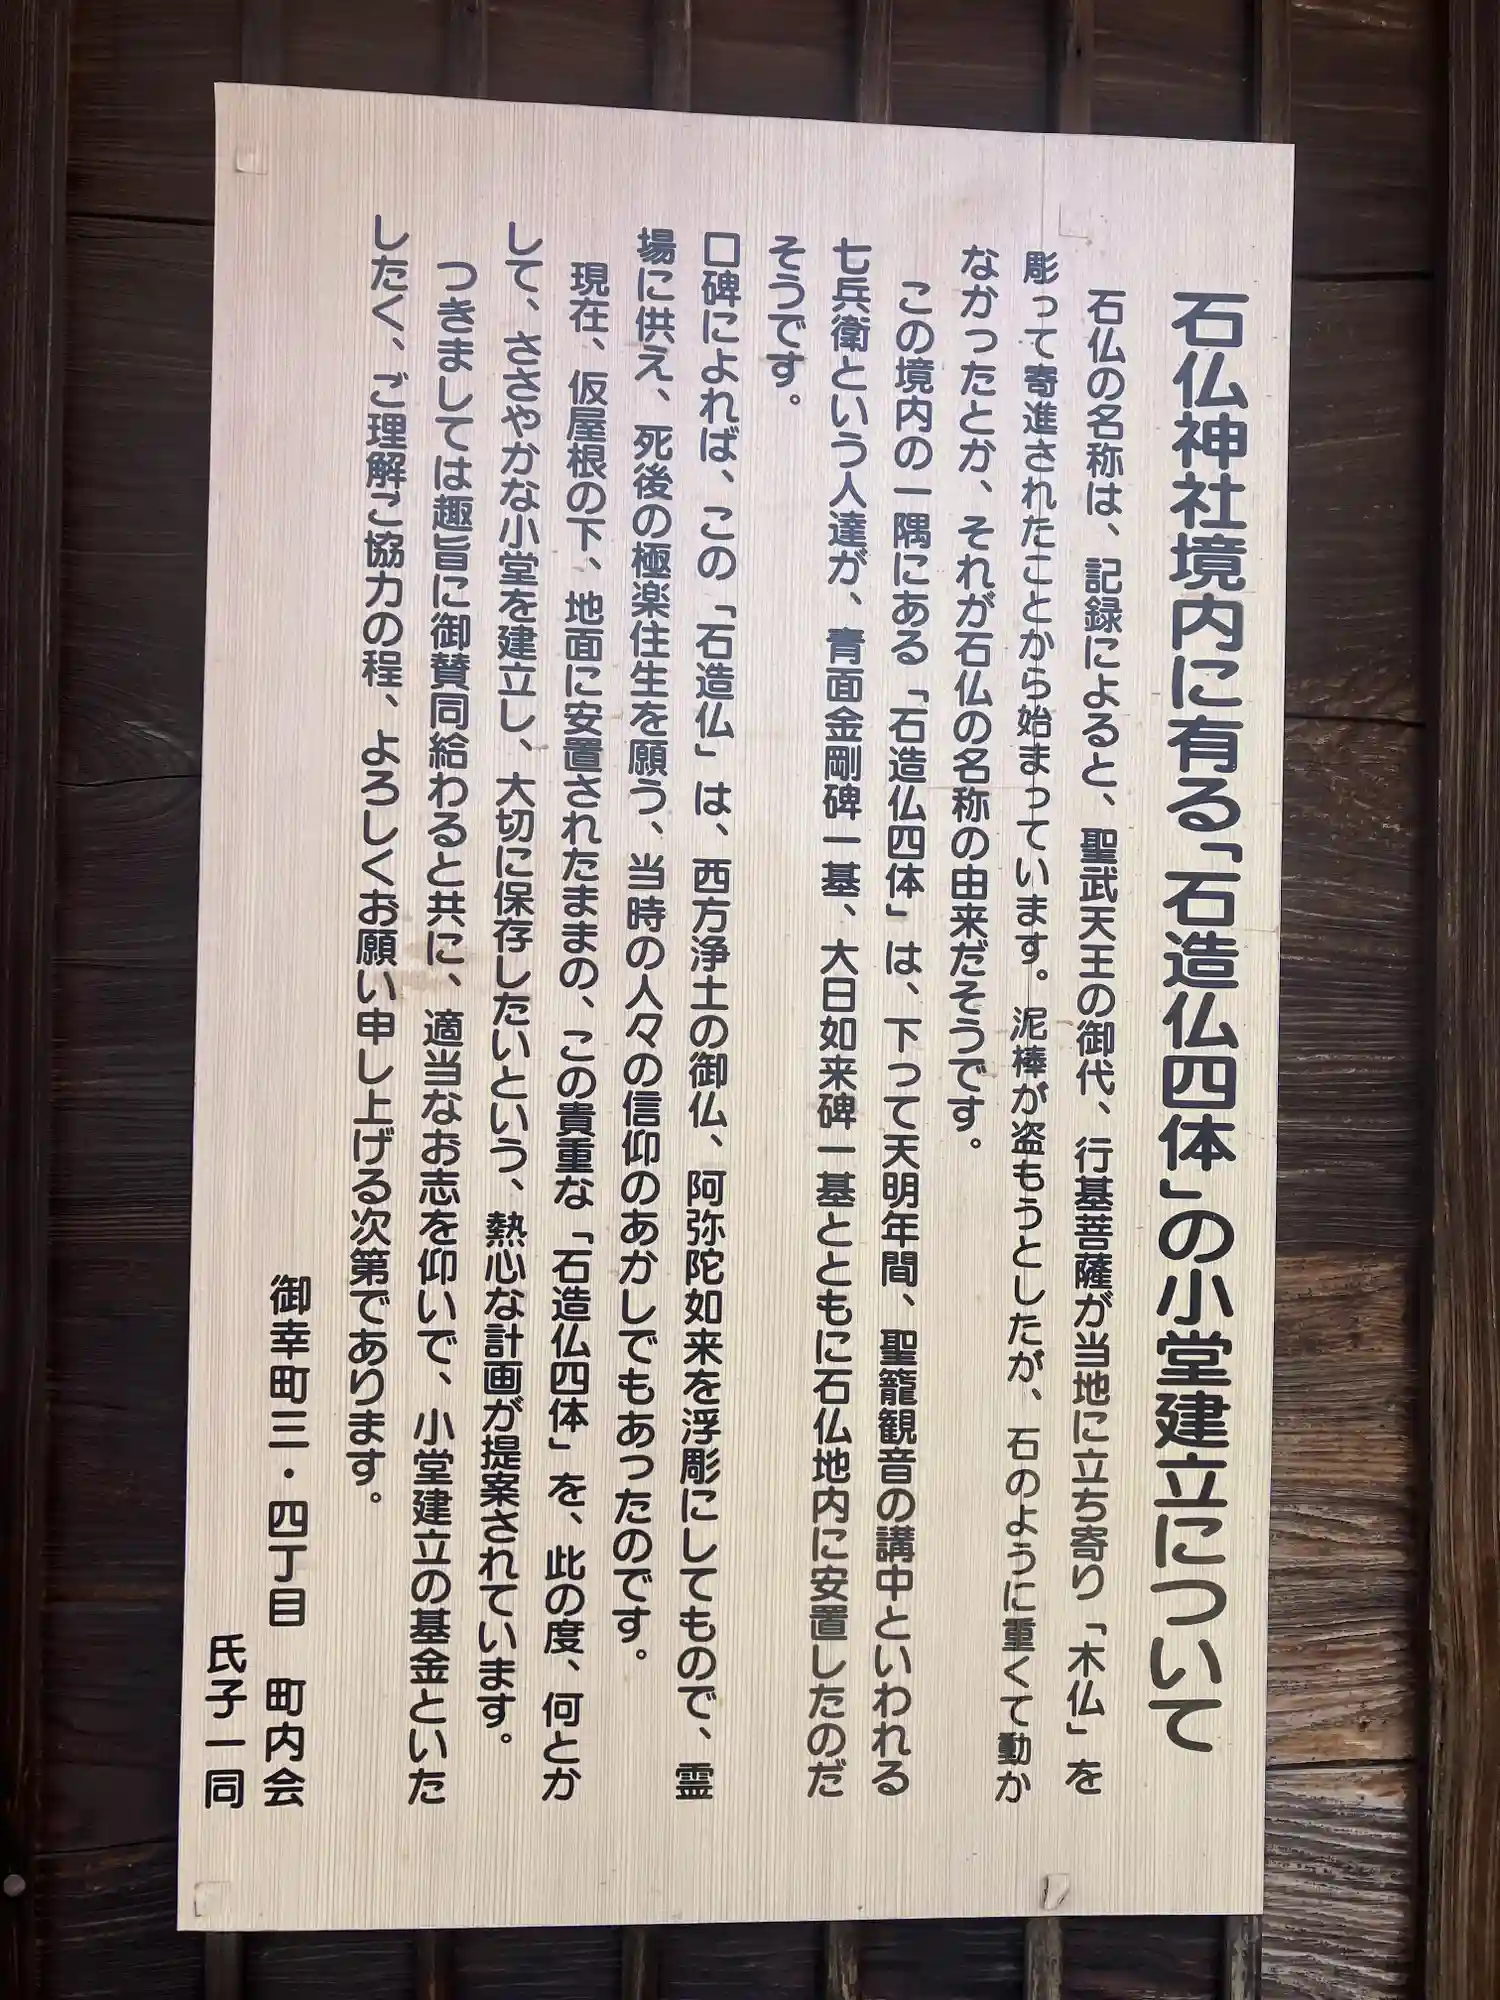 石仏神社境内に有る「石造仏四体」の小堂建立について
石仏の名称は、記録によると、聖武天王の御代、行基菩薩が当地に立ち寄り「木仏」を
彫って寄進されたことから始まっています。泥棒が盗もうとしたが、石のように重くて動か
なかったとか、それが石仏の名称の由来だそうです。
この境内の一隅にある「石造仏四体」は、下って天明年間、聖籠観音の講中といわれる
七兵衛という人達が、青面金剛碑一基、大日如来碑一基とともに石仏地内に安置したのだ
そうです。
口碑によれば、この「石造仏」は、西方浄土の御仏、阿弥陀如来を浮彫にしてもので、霊
場に供え、死後の極楽住生を願う、当時の人々の信仰のあかしでもあったのです。
現在、仮屋根の下、地面に安置されたままの、この貴重な「石造仏四体」を、此の度、何とか
して、ささやかな小堂を建立し、大切に保存したいという、熱心な計画が提案されています。
つきましては趣旨に御賛同給わると共に、適当なお志を仰いで、小堂建立の基金といた
したく、ご理解ご協力の程、よろしくお願い申し上げる次第であります。
御幸町三・四丁目 町内会
氏子一同